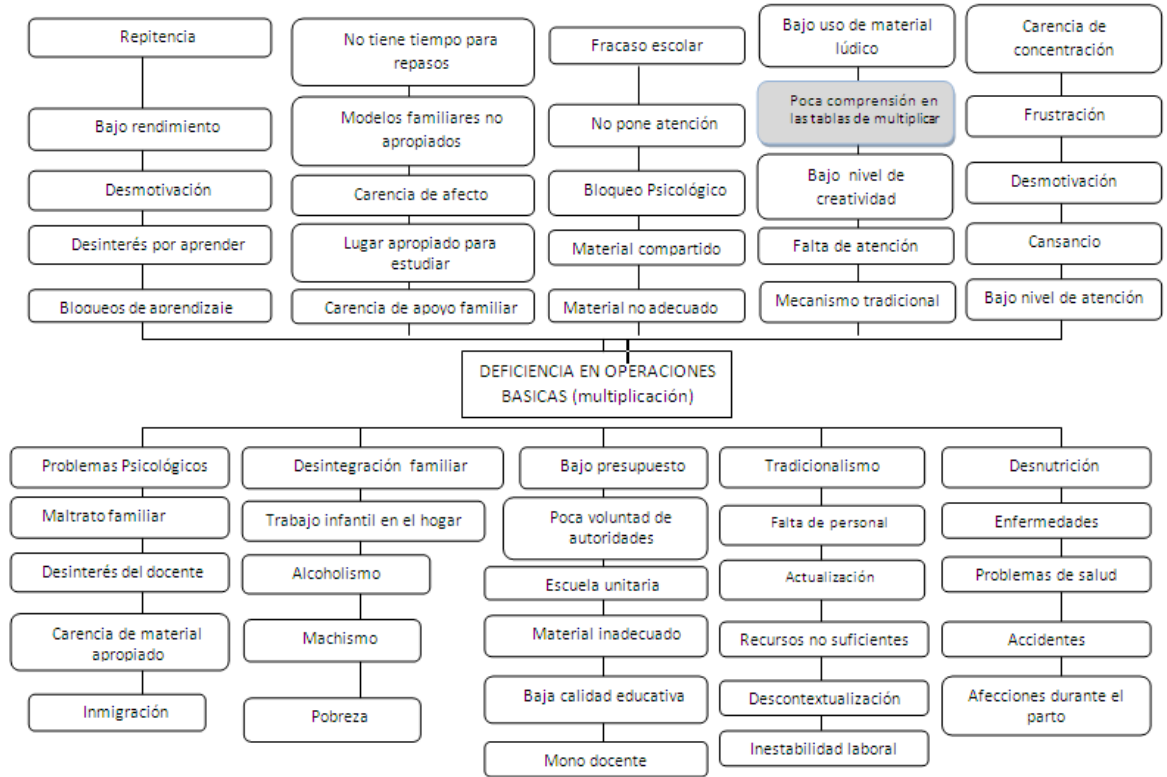 Repitencia
Bajo rendimiento
Desmotivación
Desinterés por aprender
Bloqueos de aprendizaje
No tiene tiempo para
repasos
Modelos familiares no
apropiados
Carencia de afecto
Lugar apropiado para
estudiar
Carencia de apoyo familiar
Fracaso escolar
No pone atención
Bloqueo Psicológico
Material compartido
Material no adecuado
Bajo uso de material
lúdico
Poca comprensión en
las tablas de multiplicar
Bajo nivel de
creatividad
Falta de atención
Mecanismo tradicional
Carencia de
concentración
Frustración
Desmotivación
Cansancio
Bajo nivel de atención
DEFICIENCIA EN OPERACIONES
BASICAS (multiplicación)
Problemas Psicológicos
Maltrato familiar
Desinterés del docente
Carencia de material
apropiado
Inmigración
Desintegración familiar
Trabajo infantil en el hogar
Alcoholismo
Machismo
Pobreza
Bajo presupuesto
Poca voluntad de
autoridades
Escuela unitaria
Material inadecuado
Baja calidad educativa
Mono docente
Tradicionalismo
Falta de personal
Actualización
Recursos no suficientes
Descontextualización
Inestabilidad laboral
Desnutrición
Enfermedades
Problemas de salud
Accidentes
Afecciones durante el
parto